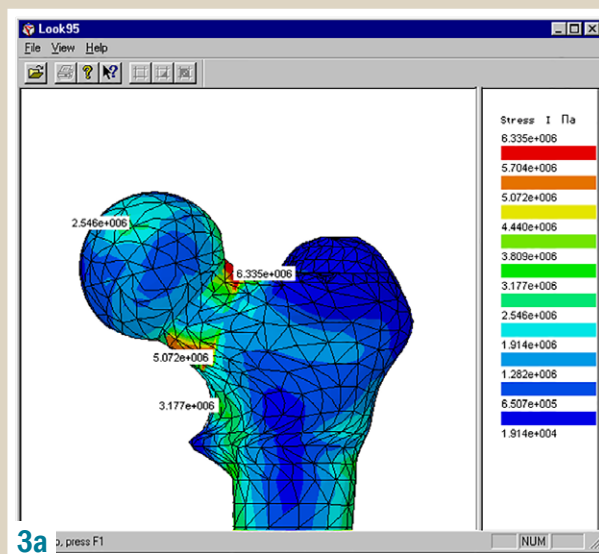 Look95
File View Help
Stress I Па
6.335e+006
5.704e+006
5.072e+006
4.440e+006
3.809e+006
3.177e+006
2.546e+006
1.914e+006
1.282e+006
6.507e+005
1.914e+004
2.546e+006
6.335e+006
5.072e+006
3.177e+006
3a
p, press F1
NUM